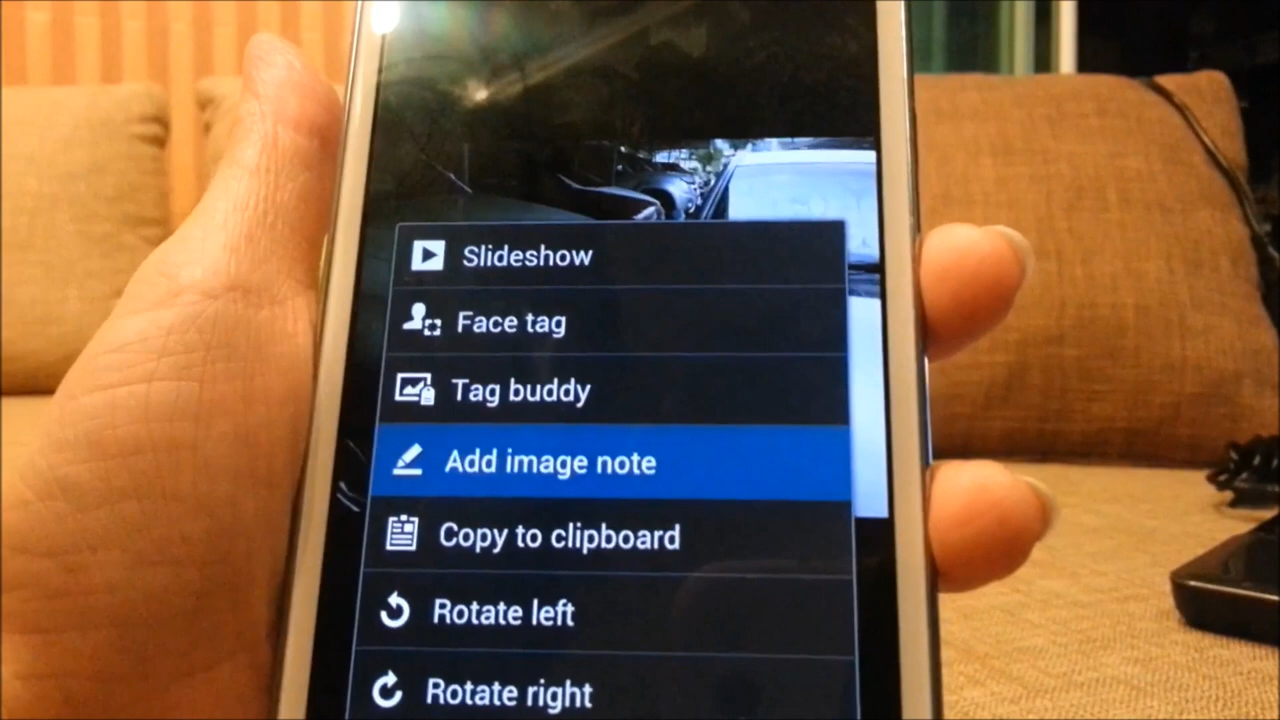 Slideshow
Face tag
Tag buddy
Add image note
Copy to clipboard
Rotate left
Rotate right